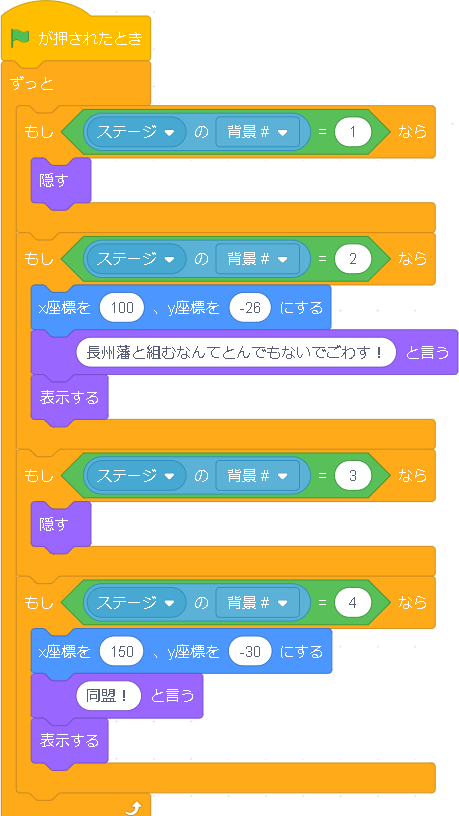 が押されたとき
ずっと
もし ステージ の 背景 # = 1 なら
隠す
もし ステージ の 背景 # = 2 なら
x座標を 100 、y座標を -26 にする
長州藩と組むなんてとんでもないでごわす！ と言う
表示する
もし ステージ の 背景 # = 3 なら
隠す
もし ステージ の 背景 # = 4 なら
x座標を 150 、y座標を -30 にする
同盟！ と言う
表示する